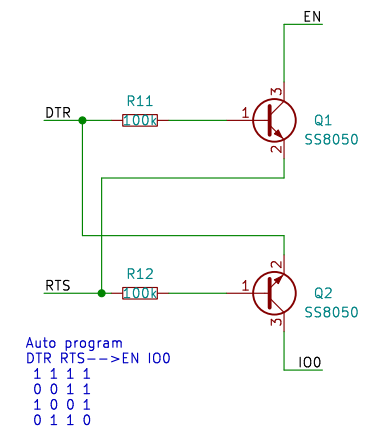 EN
3
DTR
R11
100k
1
Q1
SS8050
2
RTS
R12
100k
1
2
Q2
SS8050
3
IO0
Auto program
DTR RTS-->EN IO0
1 1 1 1
0 0 1 1
1 0 0 1
0 1 1 0